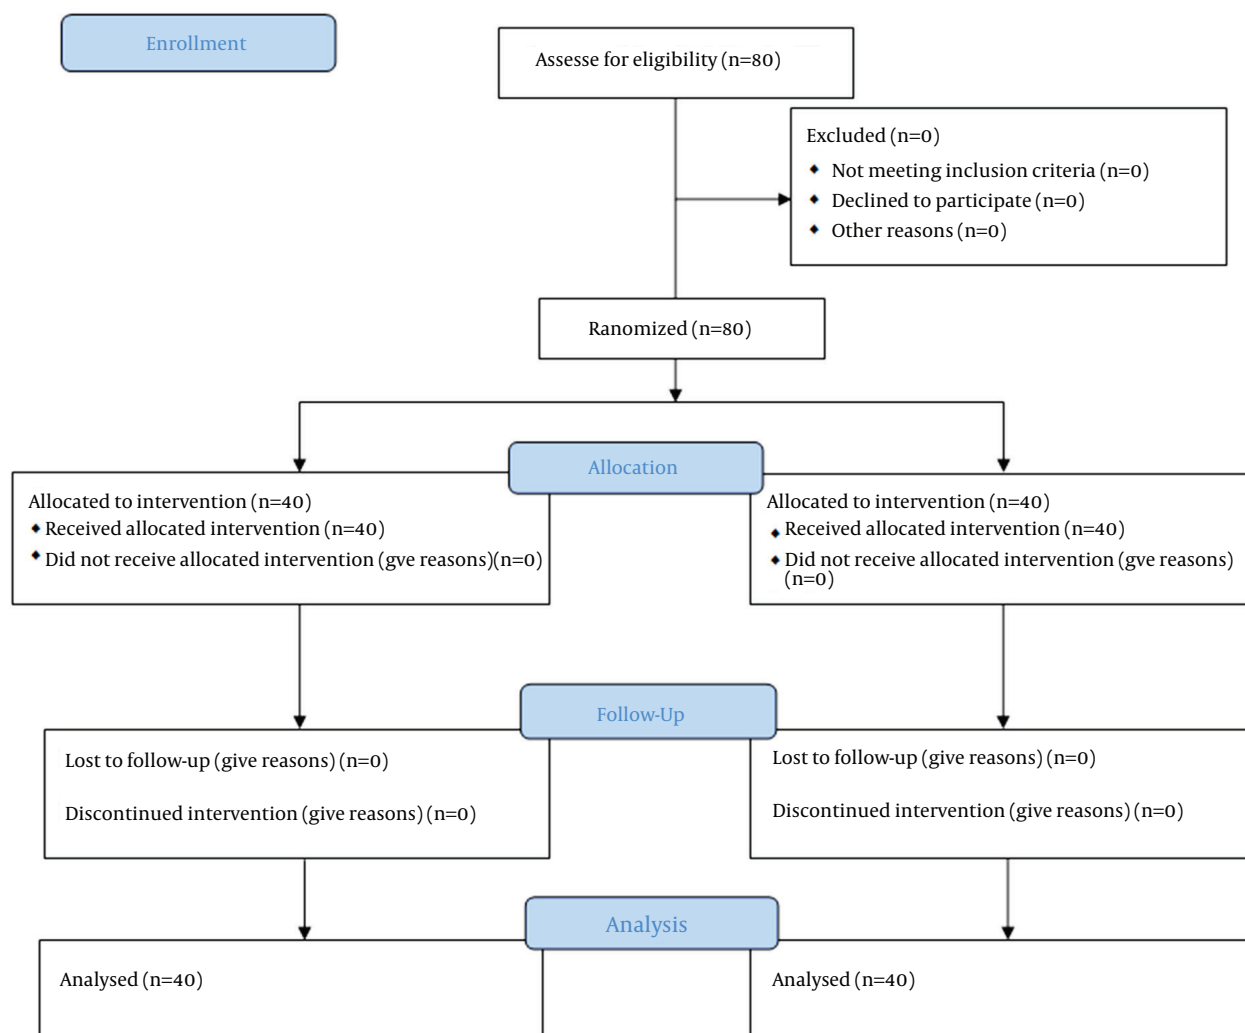 Enrollment
Assesse for eligibility (n=80)
Excluded (n=0)
◆ Not meeting inclusion criteria (n=0)
◆ Declined to participate (n=0)
◆ Other reasons (n=0)
Ranomized (n=80)
Allocation
Allocated to intervention (n=40)
◆ Received allocated intervention (n=40)
◆ Did not receive allocated intervention (gve reasons)(n=0)
Allocated to intervention (n=40)
◆ Received allocated intervention (n=40)
◆ Did not receive allocated intervention (gve reasons)
(n=0)
Follow-Up
Lost to follow-up (give reasons) (n=0)
Discontinued intervention (give reasons) (n=0)
Lost to follow-up (give reasons) (n=0)
Discontinued intervention (give reasons) (n=0)
Analysis
Analysed (n=40)
Analysed (n=40)